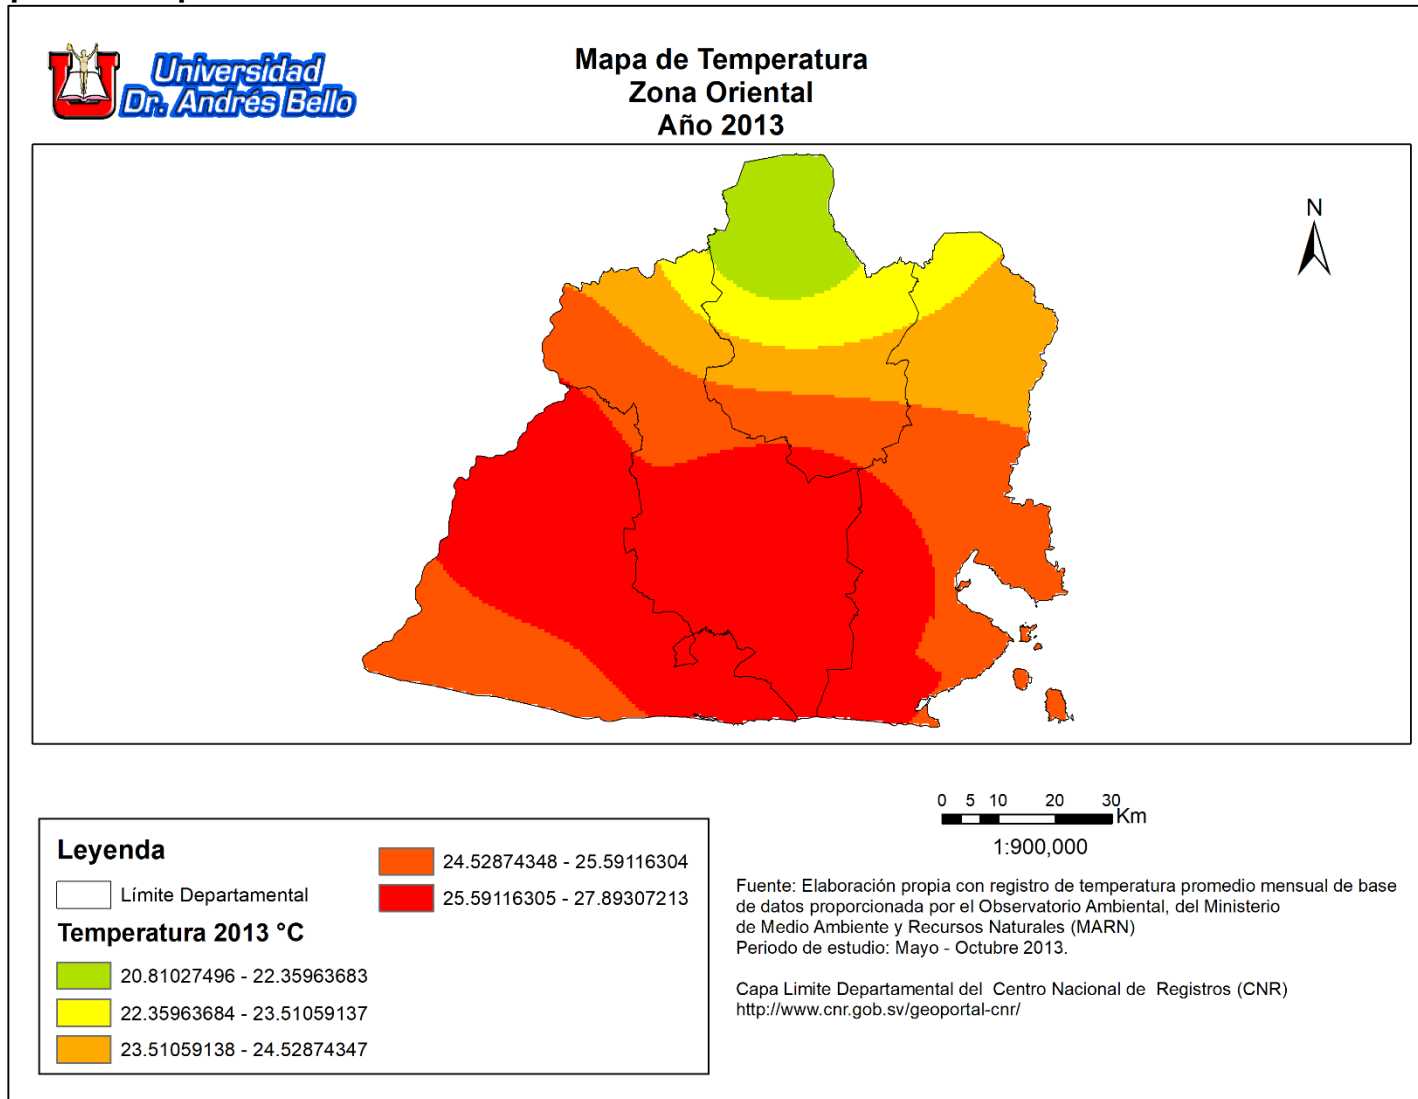 Universidad
Dr. Andrés Bello
Mapa de Temperatura
Zona Oriental
Año 2013
N
0 5 10 20 30
Km
1:900,000
Leyenda
Límite Departamental
Temperatura 2013 °C
20.81027496 - 22.35963683
22.35963684 - 23.51059137
23.51059138 - 24.52874347
24.52874348 - 25.59116304
25.59116305 - 27.89307213
Fuente: Elaboración propia con registro de temperatura promedio mensual de base
de datos proporcionada por el Observatorio Ambiental, del Ministerio
de Medio Ambiente y Recursos Naturales (MARN)
Periodo de estudio: Mayo - Octubre 2013.
Capa Limite Departamental del Centro Nacional de Registros (CNR)
http://www.cnr.gob.sv/geoportal-cnr/